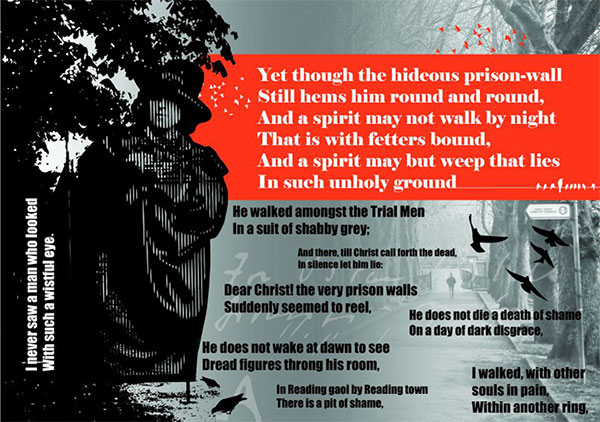 Yet though the hideous prison-wall
Still hems him round and round,
And a spirit may not walk by night
That is with fetters bound,
And a spirit may but weep that lies
In such unholy ground
I never saw a man who looked
With such a wistful eye.
He walked amongst the Trial Men
In a suit of shabby grey;
And there, till Christ call forth the dead,
In silence let him lie:
Dear Christ! the very prison walls
Suddenly seemed to reel,
He does not die a death of shame
On a day of dark disgrace,
He does not wake at dawn to see
Dread figures throng his room,
In Reading gaol by Reading town
There is a pit of shame,
I walked, with other
souls in pain,
Within another ring,